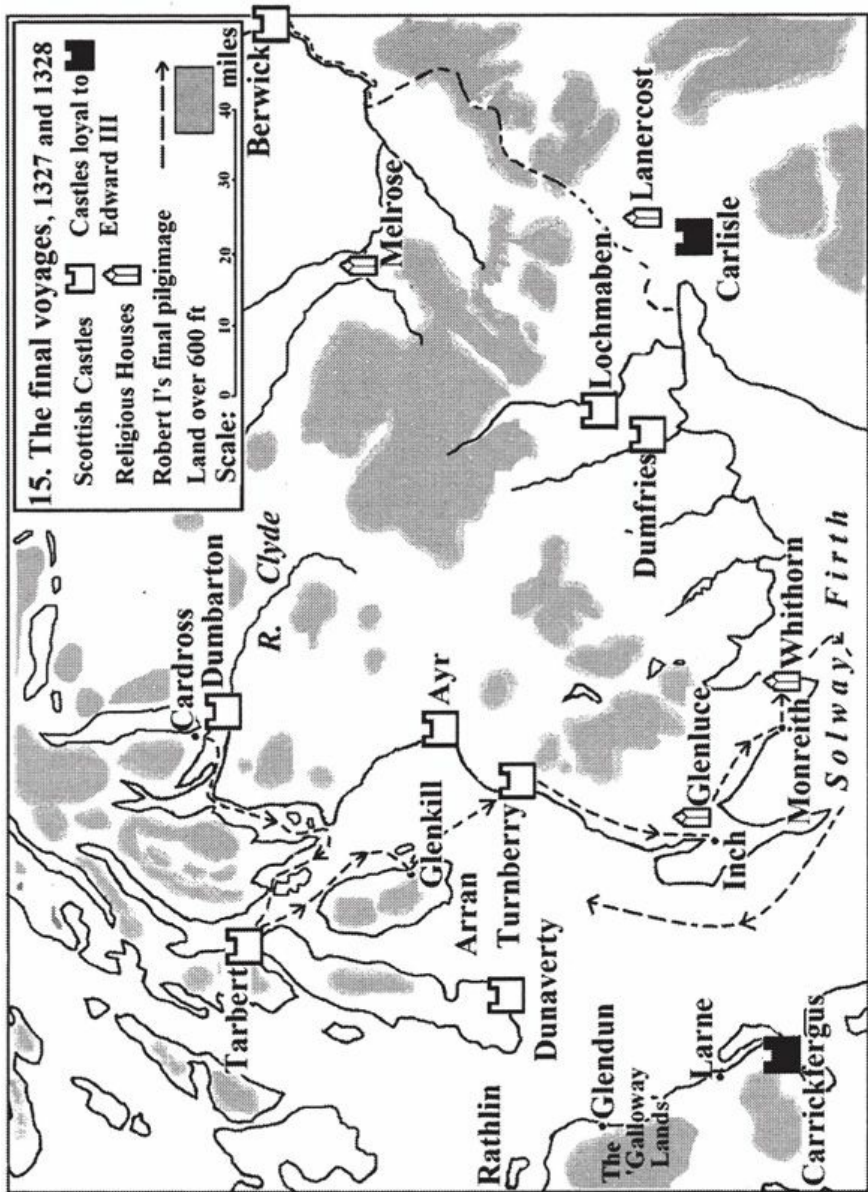 15. The final voyages, 1327 and 1328
Scottish Castles
Castles loyal to
Edward III
Religious Houses
Robert I's final pilgimage
Land over 600 ft
Scale: 0 10 20 30 40 miles
Berwick
Melrose
Lanercost
Carlisle
Lochmaben
Dumfries
R. Clyde
Cardross
Dumbarton
Ayr
Turnberry
Glenkill
Arran
Tarbert
Dunaverty
Whithorn
Monreith
Glenluce
Inch
Solway Firth
Rathlin
Glendun
The
'Galloway
Lands'
Larne
Carrickfergus